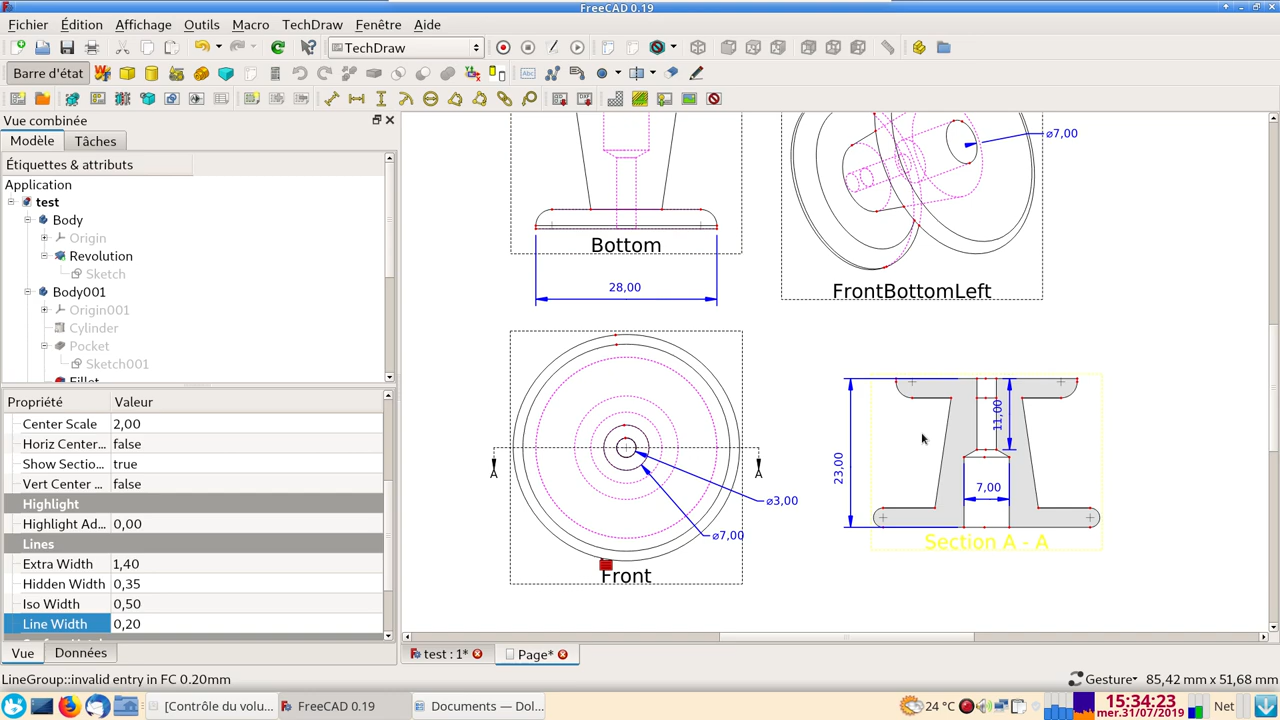 FreeCAD 0.19
Fichier Édition Affichage Outils Macro TechDraw Fenêtre Aide
TechDraw
Barre d'état
Vue combinée
Modèle Tâches
Étiquettes & attributs
Application
test
Body
Origin
Revolution
Sketch
Body001
Origin001
Cylinder
Pocket
Sketch001
Fillet
Propriété Valeur
Center Scale 2,00
Horiz Center... false
Show Sectio... true
Vert Center ... false
Highlight
Highlight Ad... 0,00
Lines
Extra Width 1,40
Hidden Width 0,35
Iso Width 0,50
Line Width 0,20
Vue Données
Bottom
28,00
⌀7,00
FrontBottomLeft
A A
⌀3,00
⌀7,00
Front
23,00
11,00
7,00
Section A - A
test : 1* Page*
LineGroup::invalid entry in FC 0.20mm
Gesture 85,42 mm x 51,68 mm
[Contrôle du volu... FreeCAD 0.19 Documents — Dol...
24 °C
15:34:23
mer.31/07/2019
Net